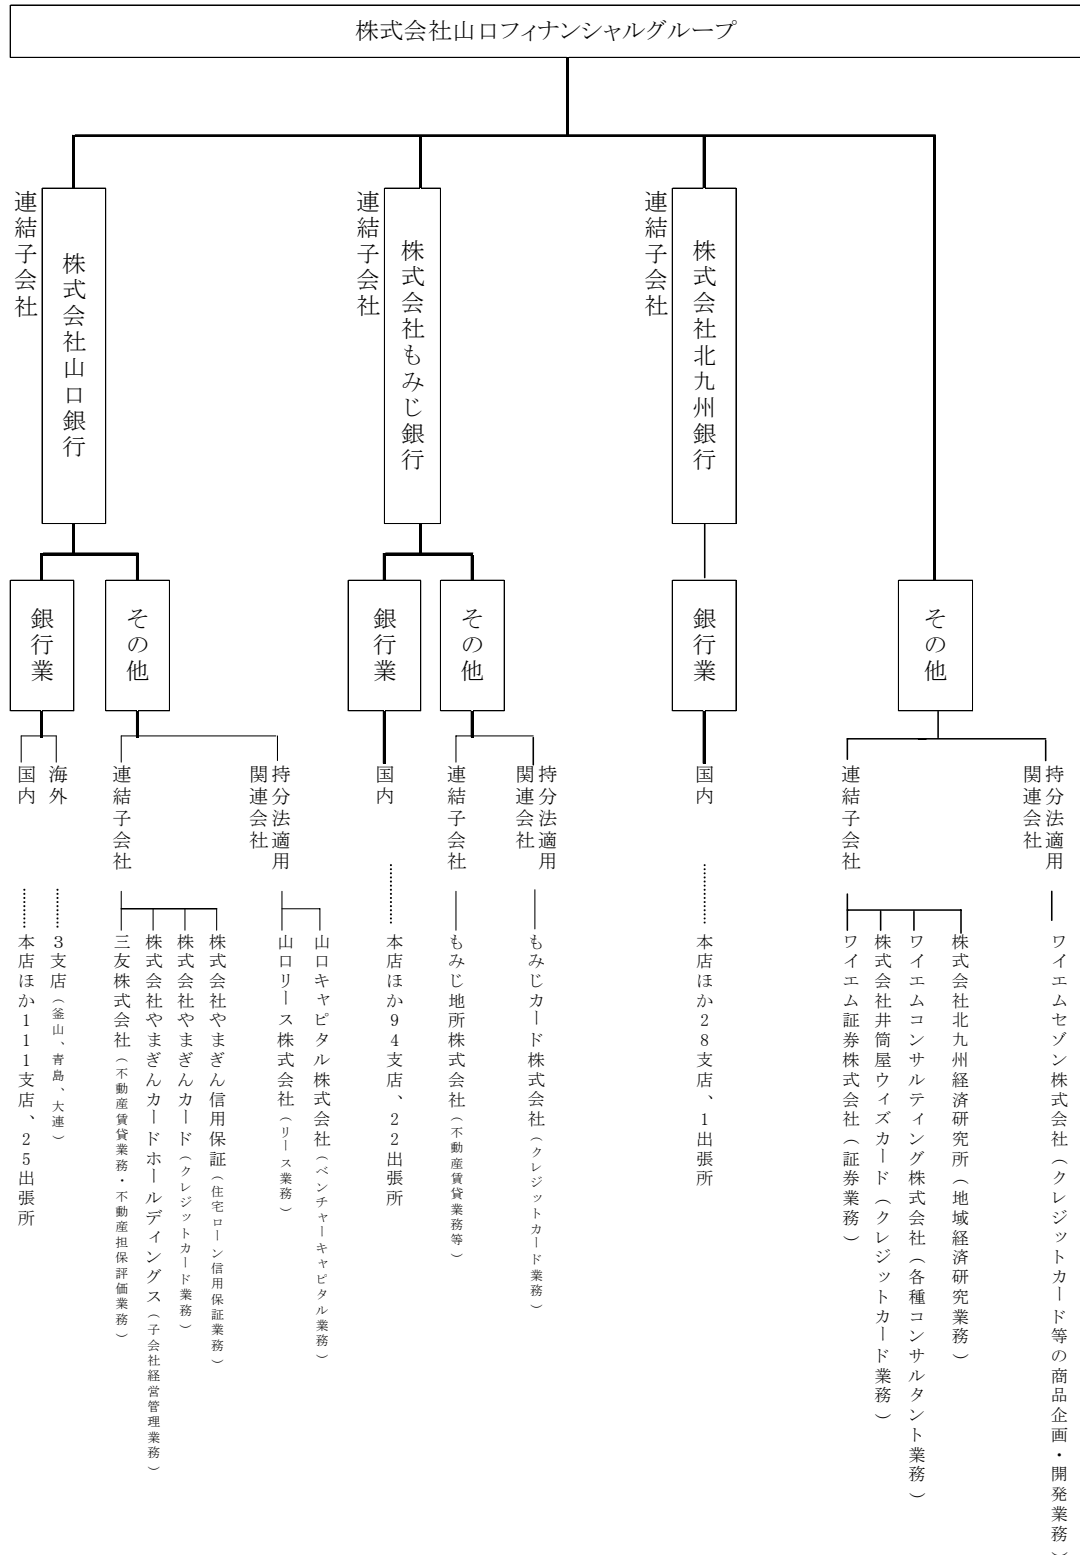 株式会社山口フィナンシャルグループ
連結子会社
株式会社山口銀行
連結子会社
株式会社もみじ銀行
連結子会社
株式会社北九州銀行
銀行業
その他
銀行業
その他
銀行業
その他
国内
海外
連結子会社
持分法適用
関連会社
国内
連結子会社
持分法適用
関連会社
国内
連結子会社
持分法適用
関連会社
本店ほか111支店、25出張所
3支店（釜山、青島、大連）
三友株式会社（不動産賃貸業務・不動産担保評価業務）
株式会社やまぎんカードホールディングス（子会社経営管理業務）
株式会社やまぎんカード（クレジットカード業務）
株式会社やまぎん信用保証（住宅ローン信用保証業務）
山口リース株式会社（リース業務）
山口キャピタル株式会社（ベンチャーキャピタル業務）
本店ほか94支店、22出張所
もみじ地所株式会社（不動産賃貸業務等）
もみじカード株式会社（クレジットカード業務）
本店ほか28支店、1出張所
ワイエム証券株式会社（証券業務）
株式会社井筒屋ウィズカード（クレジットカード業務）
ワイエムコンサルティング株式会社（各種コンサルタント業務）
株式会社北九州経済研究所（地域経済研究業務）
ワイエムセゾン株式会社（クレジットカード等の商品企画・開発業務）